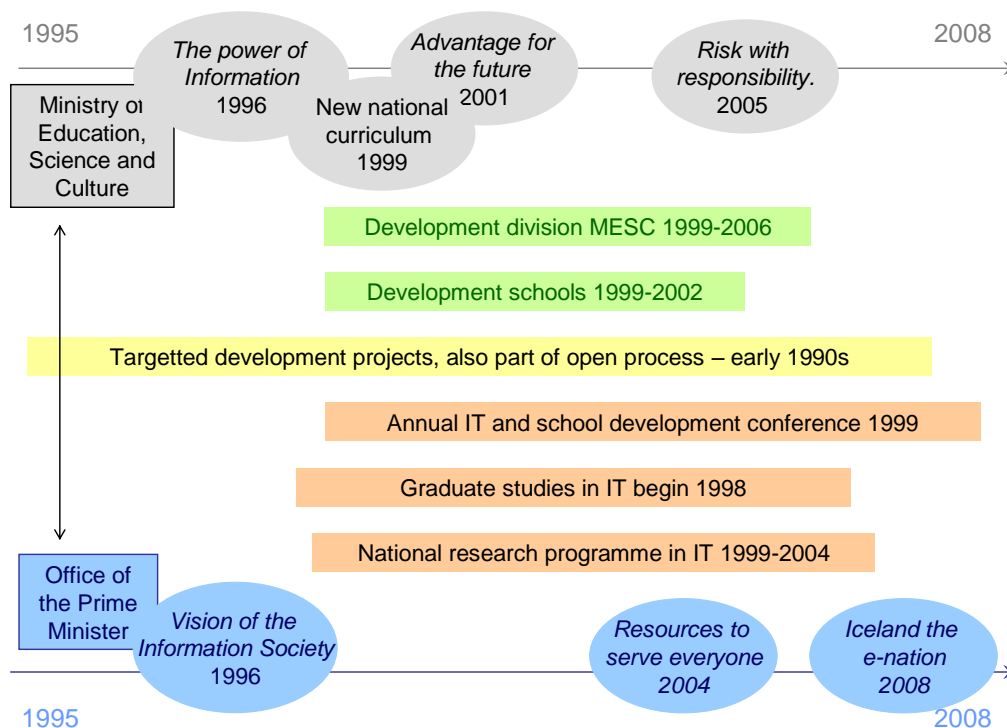 1995
2008
The power of
Information
1996
Advantage for
the future
2001
Risk with
responsibility.
2005
New national
curriculum
1999
Ministry of
Education,
Science and
Culture
Development division MESC 1999-2006
Development schools 1999-2002
Targetted development projects, also part of open process – early 1990s
Annual IT and school development conference 1999
Graduate studies in IT begin 1998
National research programme in IT 1999-2004
Office of
the Prime
Minister
Vision of the
Information Society
1996
Resources to
serve everyone
2004
Iceland the
e-nation
2008
1995
2008